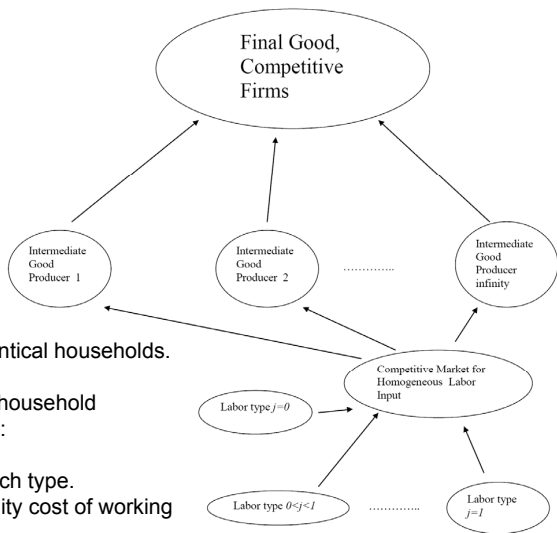 Final Good,
Competitive
Firms
Intermediate
Good
Producer 1
Intermediate
Good
Producer 2
..............
Intermediate
Good
Producer
infinity
ntical households.
Competitive Market for
Homogeneous Labor
Input
household
:
Labor type j=0
ch type.
ity cost of working
Labor type 0<j<1
..............
Labor type
j=1